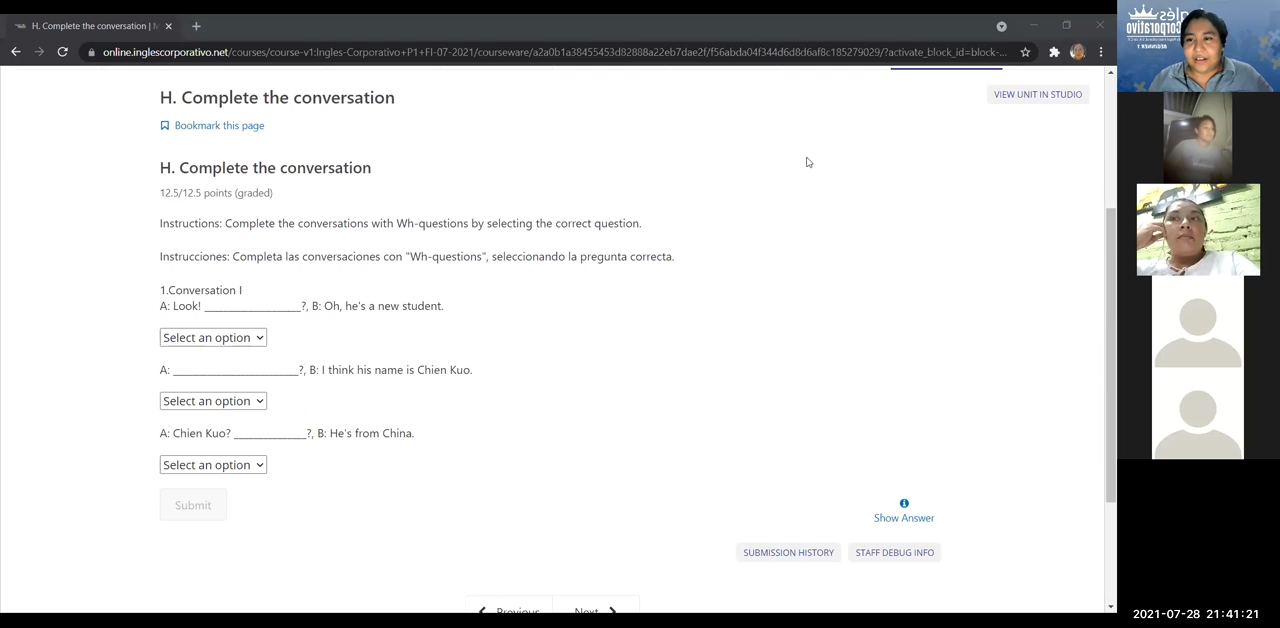 H. Complete the conversation | M
online.inglescorporativo.net/courses/course-v1:Ingles-Corporativo+P1+FI-07-2021/courseware/a2a0b1a38455453d82888a22eb7dae2f/f56abda04f344d6d8d6af8c185279029/?activate_block_id=block-...
H. Complete the conversation
VIEW UNIT IN STUDIO
Bookmark this page
H. Complete the conversation
12.5/12.5 points (graded)
Instructions: Complete the conversations with Wh-questions by selecting the correct question.
Instrucciones: Completa las conversaciones con "Wh-questions", seleccionando la pregunta correcta.
1.Conversation I
A: Look! ____________________?, B: Oh, he's a new student.
Select an option
A: __________________________?, B: I think his name is Chien Kuo.
Select an option
A: Chien Kuo? _______________?, B: He's from China.
Select an option
Submit
Show Answer
SUBMISSION HISTORY STAFF DEBUG INFO
Previous Next
Inglés
corporativo
2021-07-28 21:41:21